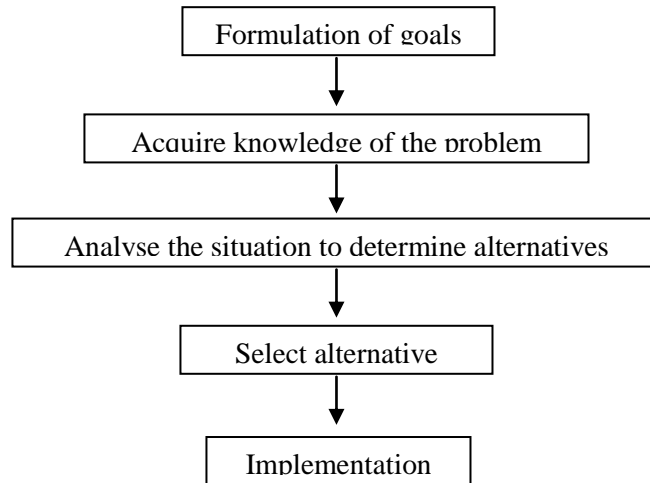 Formulation of goals
Acquire knowledge of the problem
Analyse the situation to determine alternatives
Select alternative
Implementation